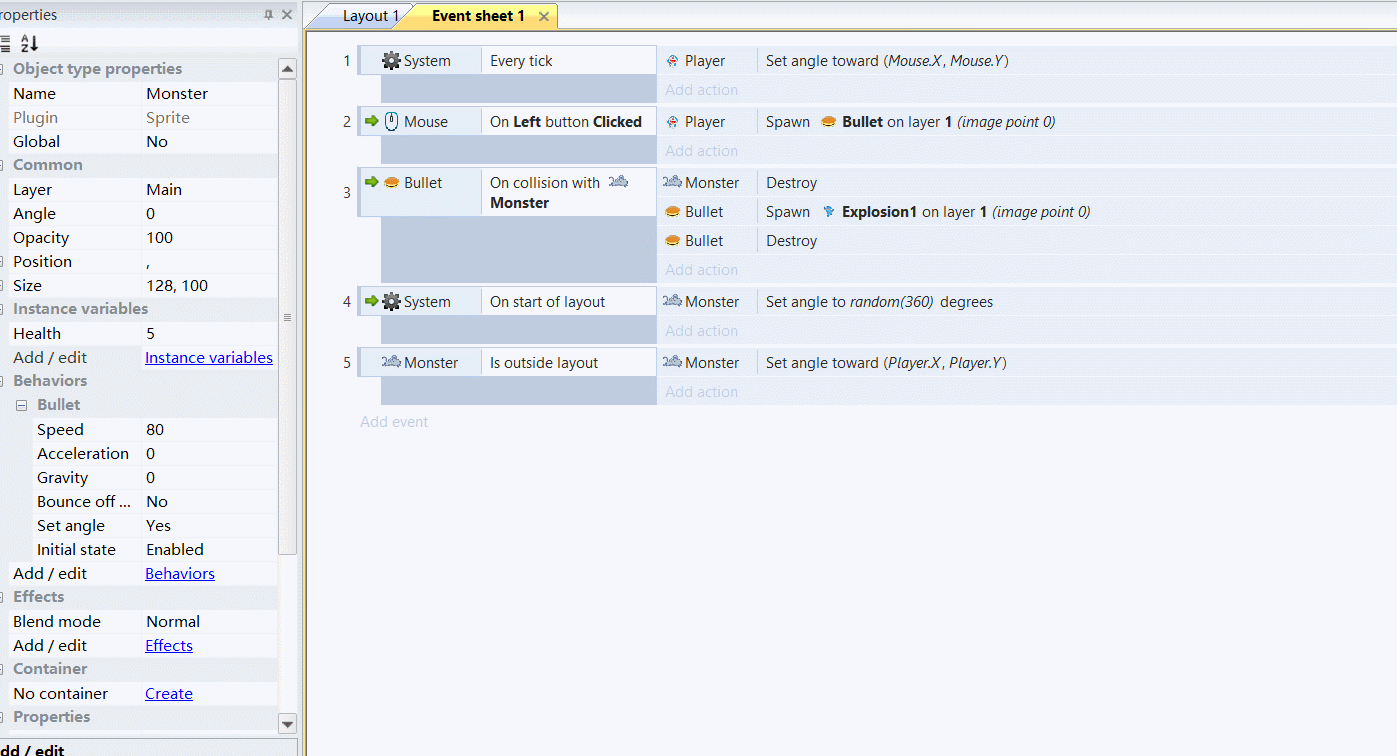 roperties
Object type properties
Name Monster
Plugin Sprite
Global No
Common
Layer Main
Angle 0
Opacity 100
Position ,
Size 128, 100
Instance variables
Health 5
Add / edit Instance variables
Behaviors
Bullet
Speed 80
Acceleration 0
Gravity 0
Bounce off ... No
Set angle Yes
Initial state Enabled
Add / edit Behaviors
Effects
Blend mode Normal
Add / edit Effects
Container
No container Create
Properties
dd / edit
Layout 1 Event sheet 1
1 System Every tick Player Set angle toward (Mouse.X, Mouse.Y)
Add action
2 Mouse On Left button Clicked Player Spawn Bullet on layer 1 (image point 0)
Add action
3 Bullet On collision with Monster
Monster Destroy
Bullet Spawn Explosion1 on layer 1 (image point 0)
Bullet Destroy
Add action
4 System On start of layout Monster Set angle to random(360) degrees
Add action
5 Monster Is outside layout Monster Set angle toward (Player.X, Player.Y)
Add action
Add event